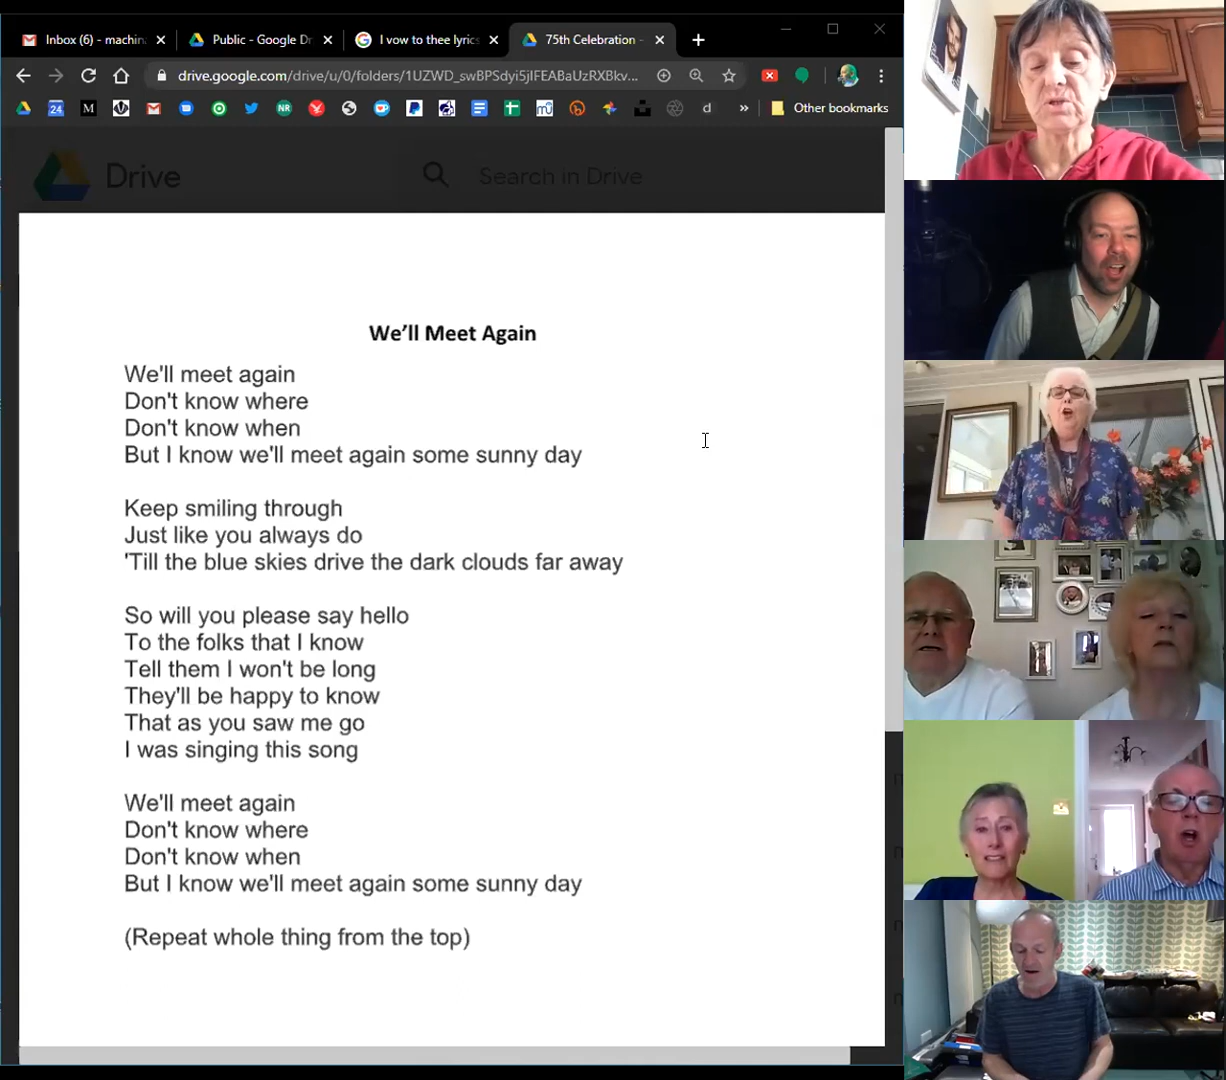 Inbox (6) - machin
Public - Google Dr
I vow to thee lyrics
75th Celebration -
drive.google.com/drive/u/0/folders/1UZWD_swBPSdyi5jIFEABaUzRXBkv...
24
M
NR
d
»
Other bookmarks
Drive
Search in Drive
We’ll Meet Again
We'll meet again
Don't know where
Don't know when
But I know we'll meet again some sunny day
Keep smiling through
Just like you always do
'Till the blue skies drive the dark clouds far away
So will you please say hello
To the folks that I know
Tell them I won't be long
They'll be happy to know
That as you saw me go
I was singing this song
We'll meet again
Don't know where
Don't know when
But I know we'll meet again some sunny day
(Repeat whole thing from the top)